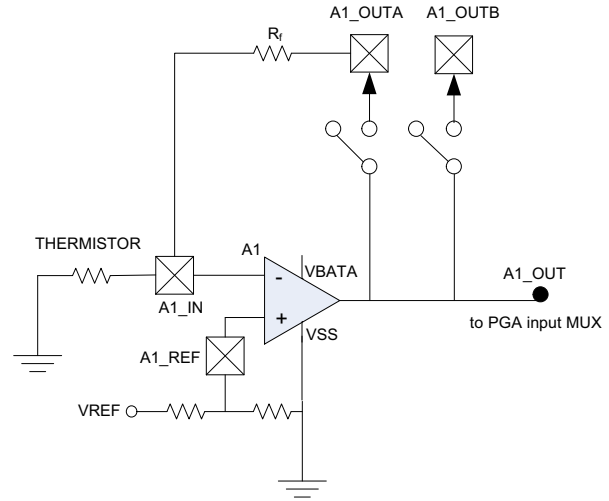 A1_OUTA
A1_OUTB
Rf
THERMISTOR
A1
VBATA
A1_OUT
-
A1_IN
+
to PGA input MUX
VSS
A1_REF
VREF